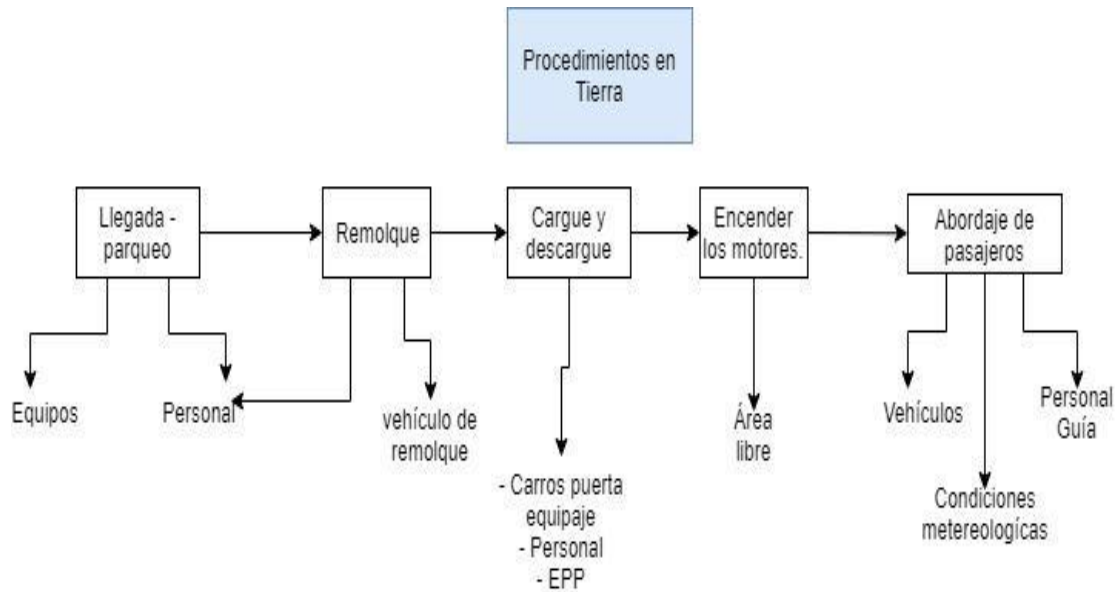 Procedimientos en
Tierra
Llegada -
parqueo
Remolque
Cargue y
descargue
Encender
los motores.
Abordaje de
pasajeros
Equipos
Personal
vehículo de
remolque
- Carros puerta
equipaje
- Personal
- EPP
Área
libre
Vehículos
Condiciones
metereologícas
Personal
Guía